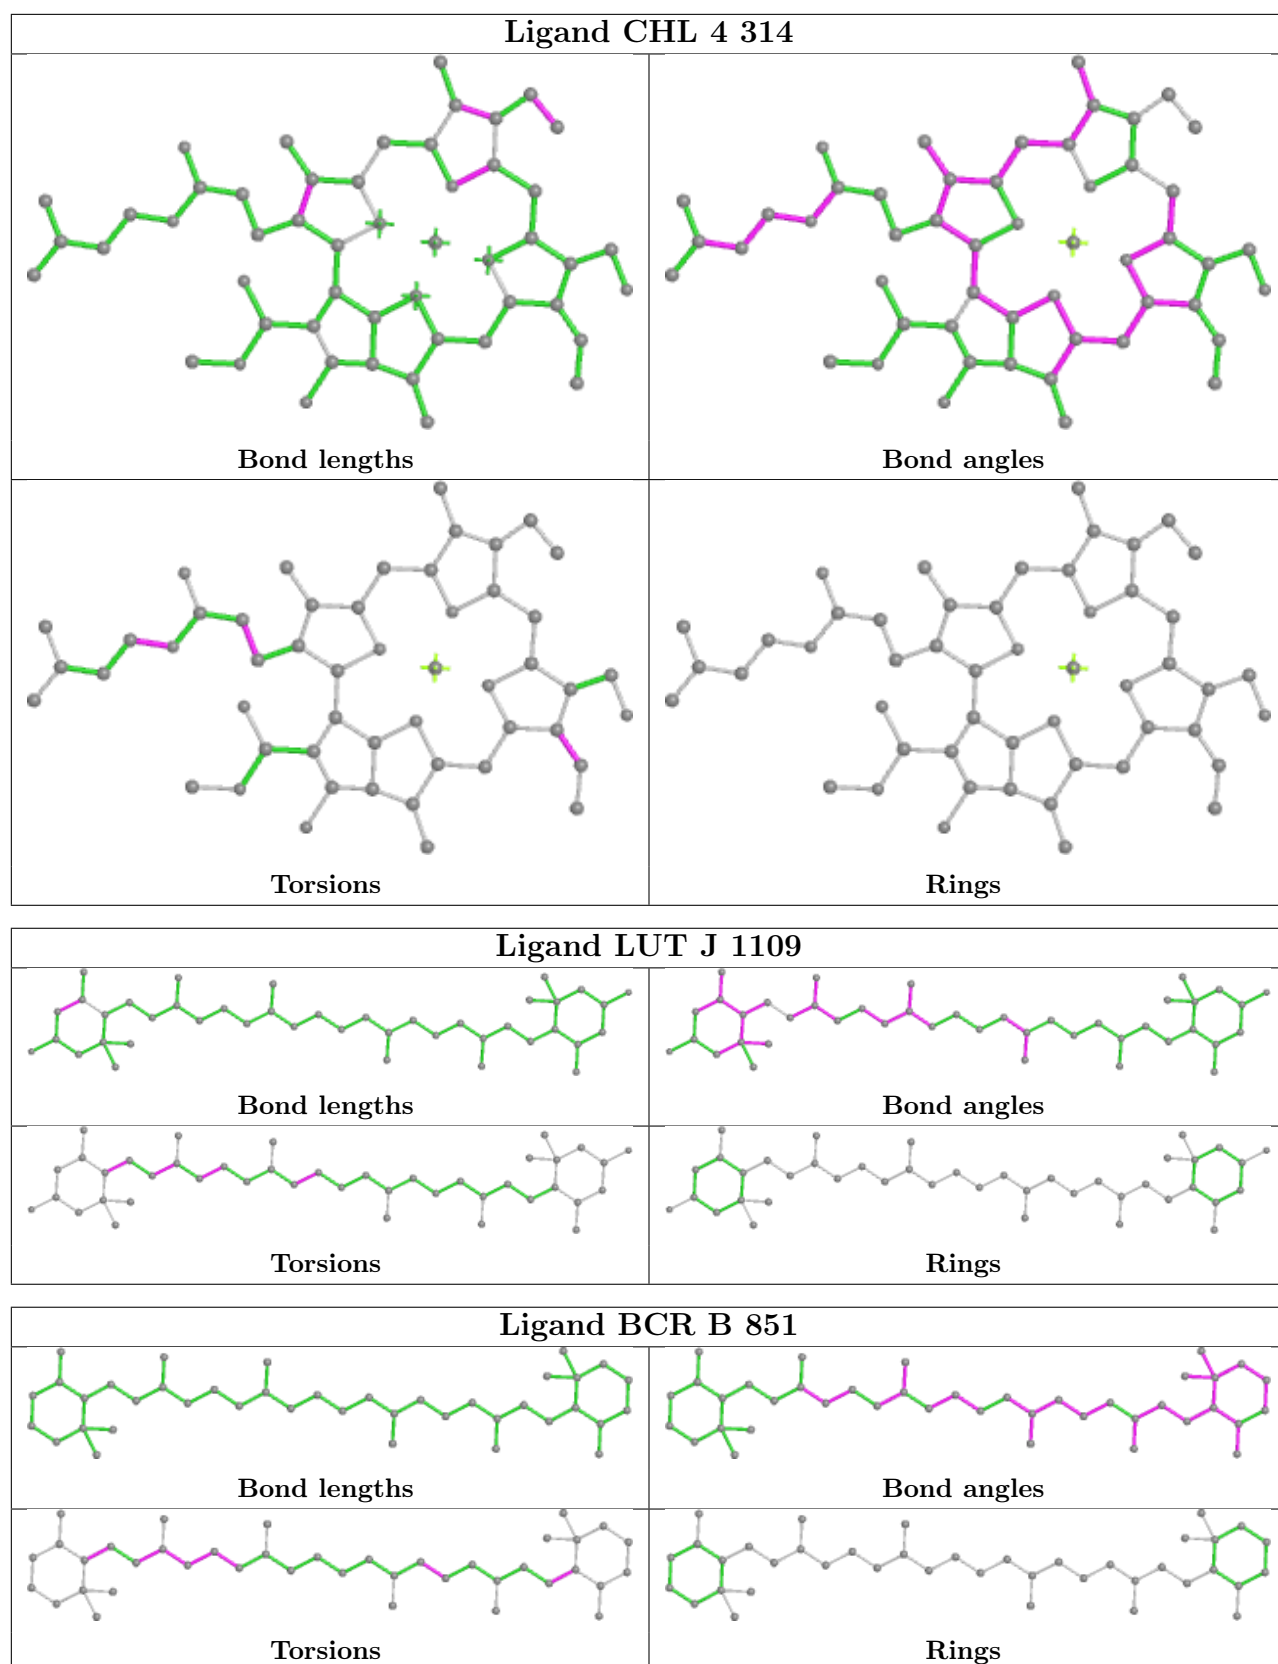 Ligand CHL 4 314
Bond lengths
Bond angles
Torsions
Rings
Ligand LUT J 1109
Bond lengths
Bond angles
Torsions
Rings
Ligand BCR B 851
Bond lengths
Bond angles
Torsions
Rings